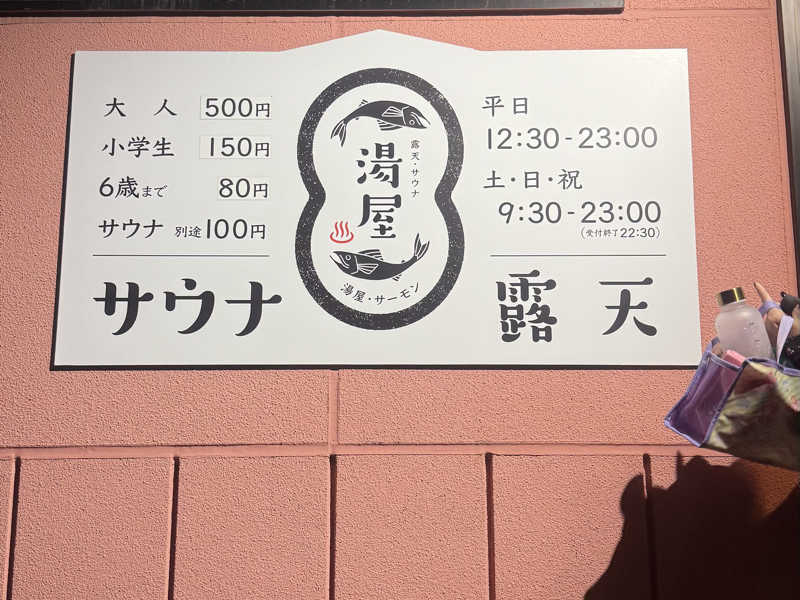 大 人 500円
小学生 150円
6歳まで 80円
サウナ 別途100円
サウナ
露天・サウナ
湯屋
湯屋・サーモン
平日
12:30-23:00
土・日・祝
9:30-23:00
(受付終了22:30)
露天